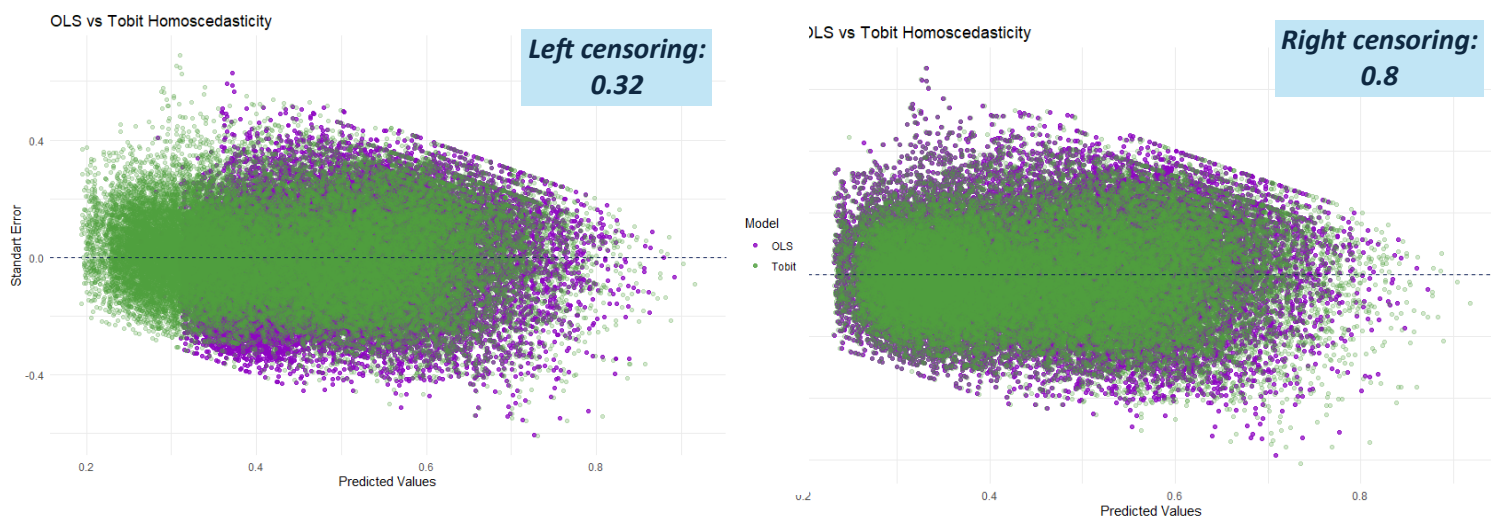 OLS vs Tobit Homoscedasticity
Left censoring:
0.32
0.4
0.0
-0.4
Standart Error
0.2 0.4 0.6 0.8
Predicted Values
Model
OLS
Tobit
OLS vs Tobit Homoscedasticity
Right censoring:
0.8
0.2 0.4 0.6 0.8
Predicted Values